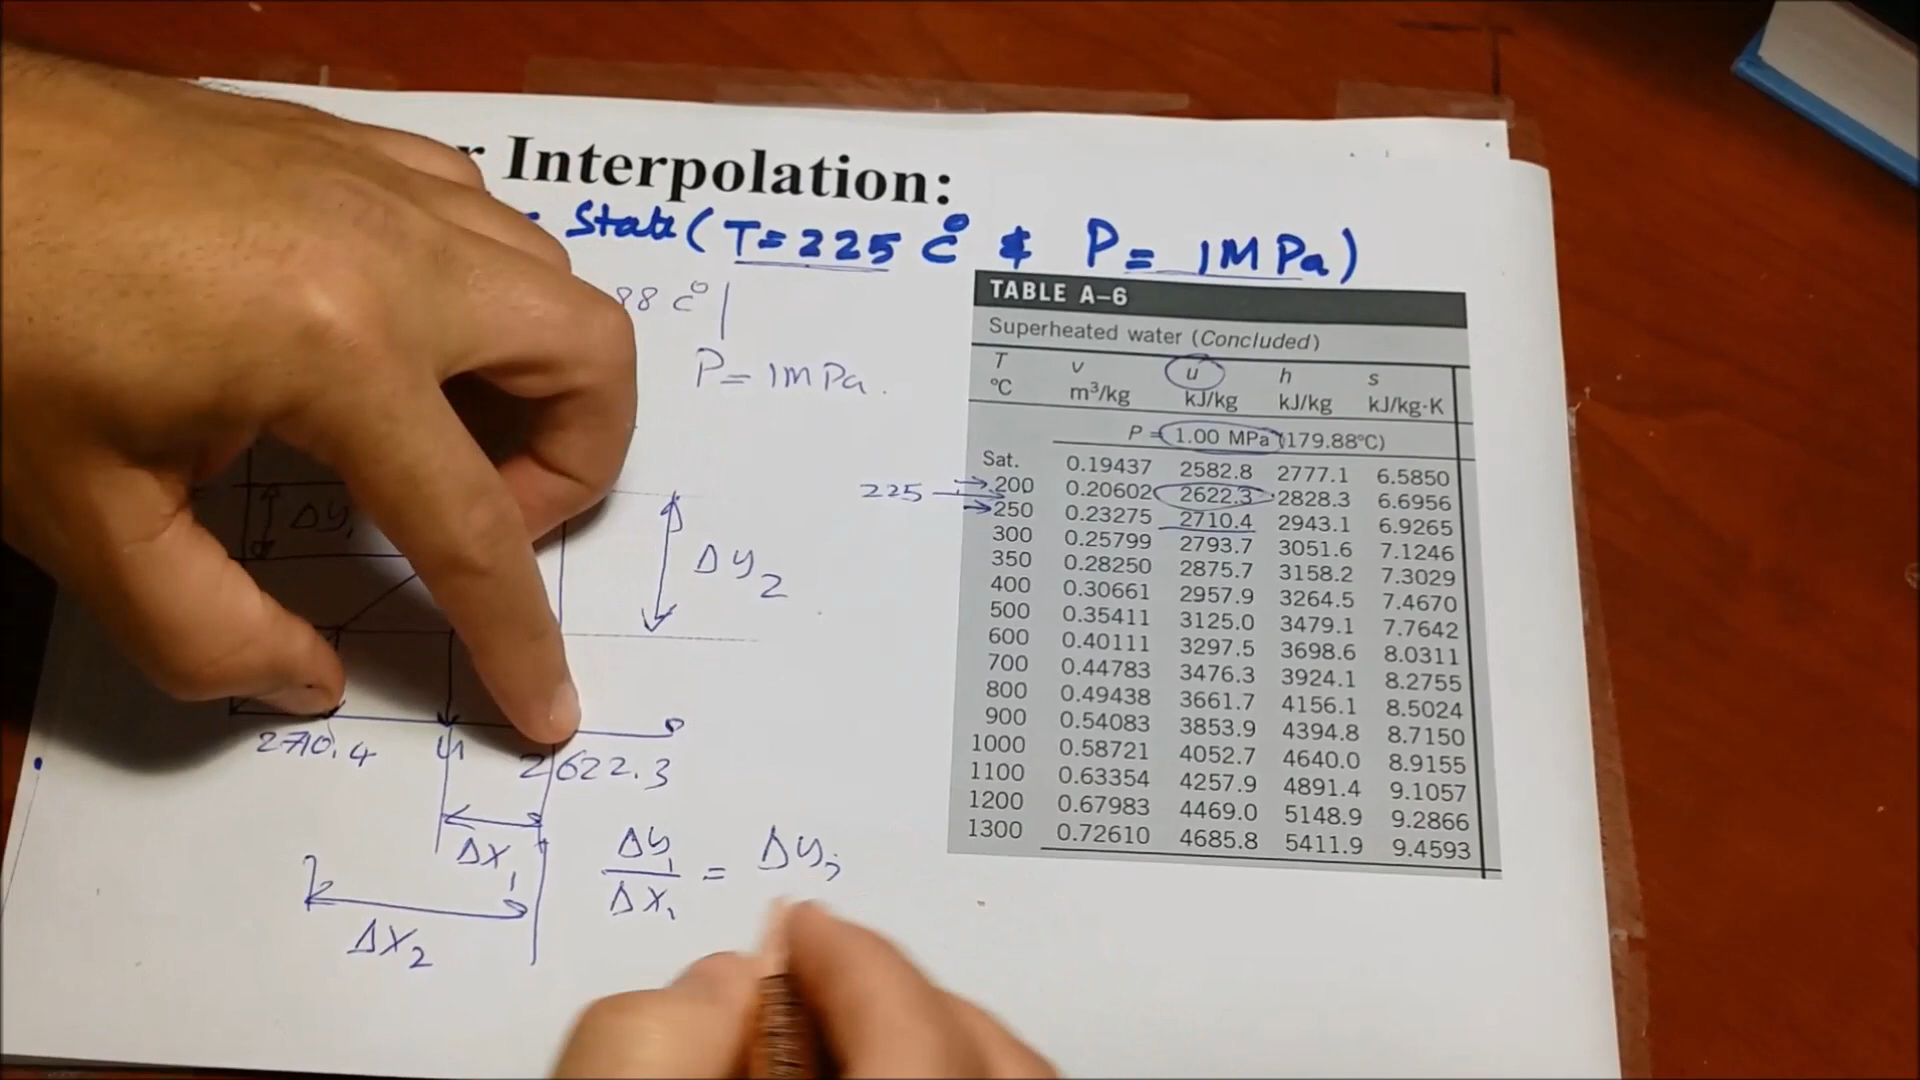 Interpolation:
State (T=225 C° & P= 1MPa)
88 C°
P= 1MPa.
TABLE A–6
Superheated water (Concluded)
T v u h s
°C m³/kg kJ/kg kJ/kg kJ/kg·K
P = 1.00 MPa (179.88°C)
Sat. 0.19437 2582.8 2777.1 6.5850
225 200 0.20602 2622.3 2828.3 6.6956
250 0.23275 2710.4 2943.1 6.9265
300 0.25799 2793.7 3051.6 7.1246
350 0.28250 2875.7 3158.2 7.3029
400 0.30661 2957.9 3264.5 7.4670
500 0.35411 3125.0 3479.1 7.7642
600 0.40111 3297.5 3698.6 8.0311
700 0.44783 3476.3 3924.1 8.2755
800 0.49438 3661.7 4156.1 8.5024
900 0.54083 3853.9 4394.8 8.7150
1000 0.58721 4052.7 4640.0 8.9155
1100 0.63354 4257.9 4891.4 9.1057
1200 0.67983 4469.0 5148.9 9.2866
1300 0.72610 4685.8 5411.9 9.4593
Δy₁
Δy₂
2710.4 u 2622.3
Δx₁
Δx₂
Δy₁ = Δy₂
Δx₁